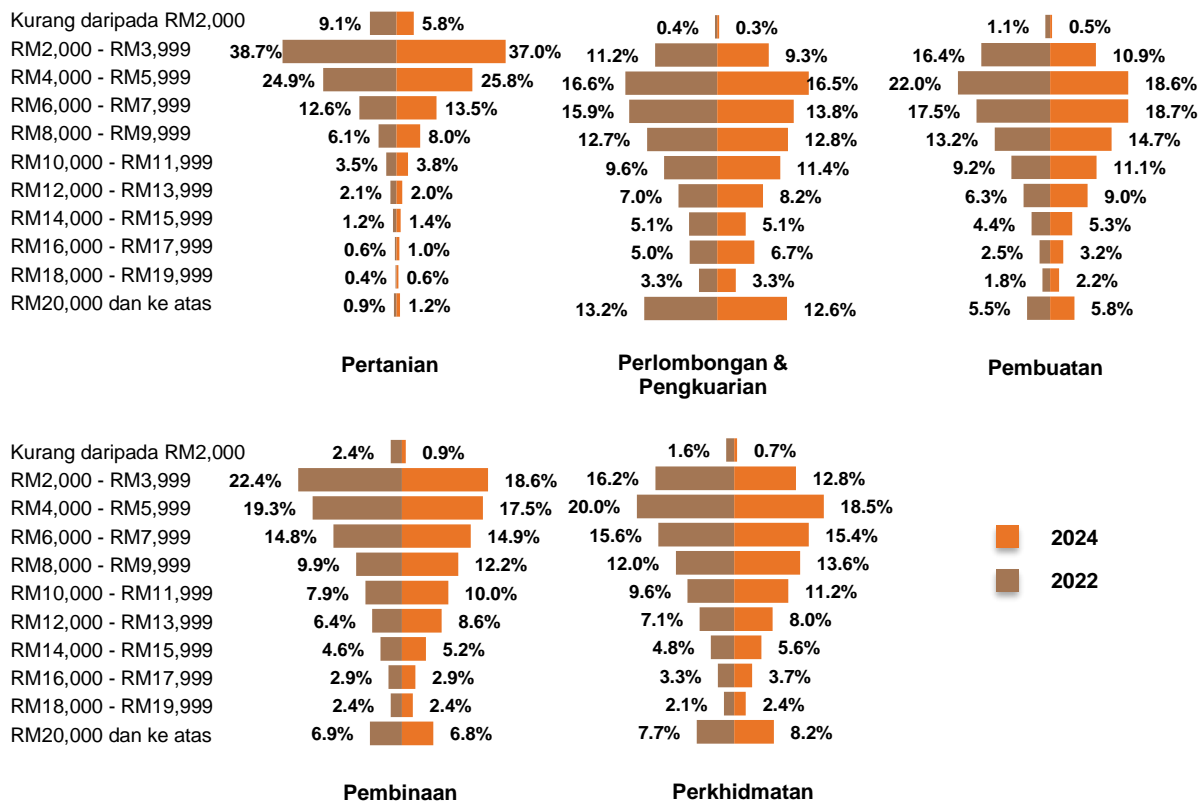 Kurang daripada RM2,000 9.1% 5.8% 0.4% 0.3% 1.1% 0.5%
RM2,000 - RM3,999 38.7% 37.0% 11.2% 9.3% 16.4% 10.9%
RM4,000 - RM5,999 24.9% 25.8% 16.6% 16.5% 22.0% 18.6%
RM6,000 - RM7,999 12.6% 13.5% 15.9% 13.8% 17.5% 18.7%
RM8,000 - RM9,999 6.1% 8.0% 12.7% 12.8% 13.2% 14.7%
RM10,000 - RM11,999 3.5% 3.8% 9.6% 11.4% 9.2% 11.1%
RM12,000 - RM13,999 2.1% 2.0% 7.0% 8.2% 6.3% 9.0%
RM14,000 - RM15,999 1.2% 1.4% 5.1% 5.1% 4.4% 5.3%
RM16,000 - RM17,999 0.6% 1.0% 5.0% 6.7% 2.5% 3.2%
RM18,000 - RM19,999 0.4% 0.6% 3.3% 3.3% 1.8% 2.2%
RM20,000 dan ke atas 0.9% 1.2% 13.2% 12.6% 5.5% 5.8%
Pertanian
Perlombongan &
Pengkuarian
Pembuatan
Kurang daripada RM2,000 2.4% 0.9% 1.6% 0.7%
RM2,000 - RM3,999 22.4% 18.6% 16.2% 12.8%
RM4,000 - RM5,999 19.3% 17.5% 20.0% 18.5%
RM6,000 - RM7,999 14.8% 14.9% 15.6% 15.4%
RM8,000 - RM9,999 9.9% 12.2% 12.0% 13.6%
RM10,000 - RM11,999 7.9% 10.0% 9.6% 11.2%
RM12,000 - RM13,999 6.4% 8.6% 7.1% 8.0%
RM14,000 - RM15,999 4.6% 5.2% 4.8% 5.6%
RM16,000 - RM17,999 2.9% 2.9% 3.3% 3.7%
RM18,000 - RM19,999 2.4% 2.4% 2.1% 2.4%
RM20,000 dan ke atas 6.9% 6.8% 7.7% 8.2%
2024
2022
Pembinaan
Perkhidmatan